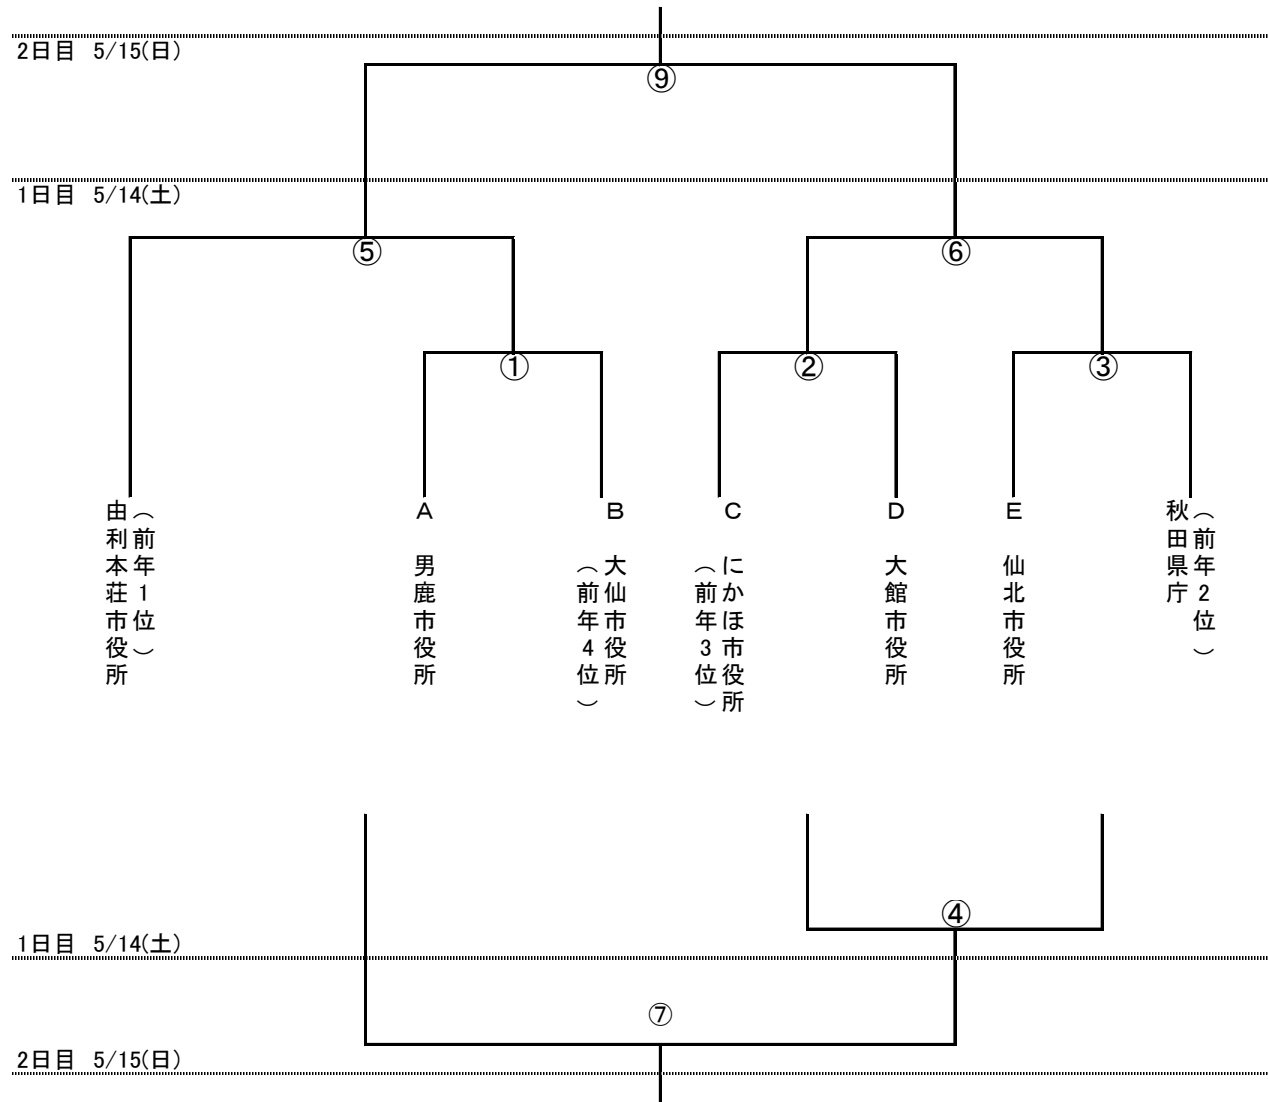 2日目 5/15(日)
⑨
1日目 5/14(土)
⑤
⑥
①
②
③
由利本荘市役所
(前年1位)
A 男鹿市役所
B 大仙市役所
(前年4位)
C にかほ市役所
(前年3位)
D 大館市役所
E 仙北市役所
秋田県庁
(前年2位)
④
1日目 5/14(土)
⑦
2日目 5/15(日)